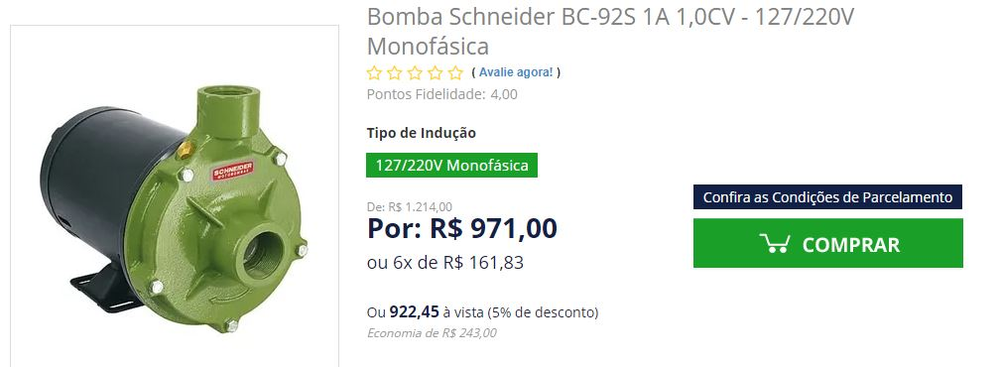 Bomba Schneider BC-92S 1A 1,0CV - 127/220V
Monofásica
( Avalie agora! )
Pontos Fidelidade: 4,00
Tipo de Indução
127/220V Monofásica
SCHNEIDER
MOTOBOMBAS
De: R$ 1.214,00
Por: R$ 971,00
ou 6x de R$ 161,83
Confira as Condições de Parcelamento
COMPRAR
Ou 922,45 à vista (5% de desconto)
Economia de R$ 243,00